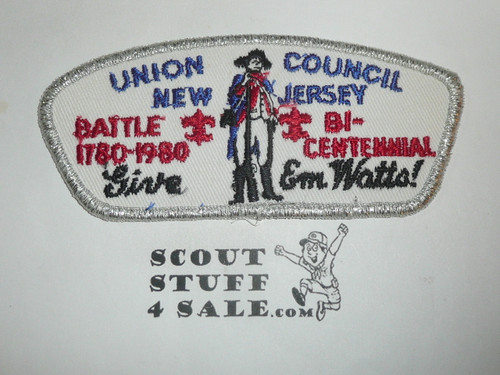 UNION COUNCIL
NEW JERSEY
BATTLE BI-
1780-1980 CENTENNIAL
Give Em Watts!
SCOUT
STUFF
4 SALE.COM